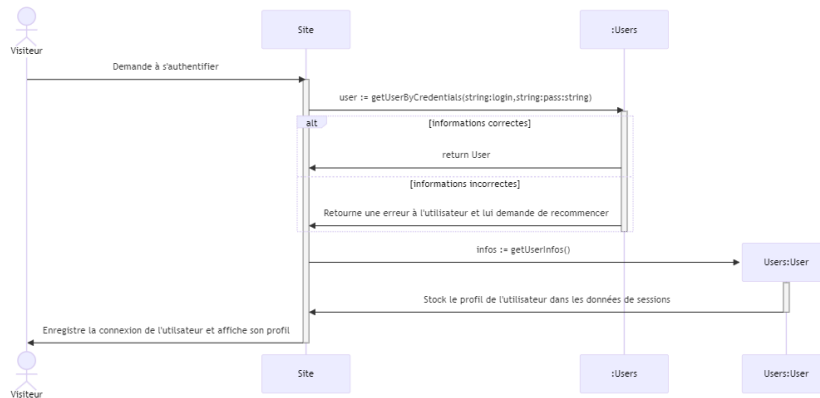 Visiteur
Site
:Users
Demande à s'authentifier
user := getUserByCredentials(string:login,string:pass:string)
alt
[informations correctes]
return User
[informations incorrectes]
Retourne une erreur à l'utilisateur et lui demande de recommencer
infos := getUserInfos()
Users:User
Stock le profil de l'utilisateur dans les données de sessions
Enregistre la connexion de l'utilsateur et affiche son profil
Visiteur
Site
:Users
Users:User